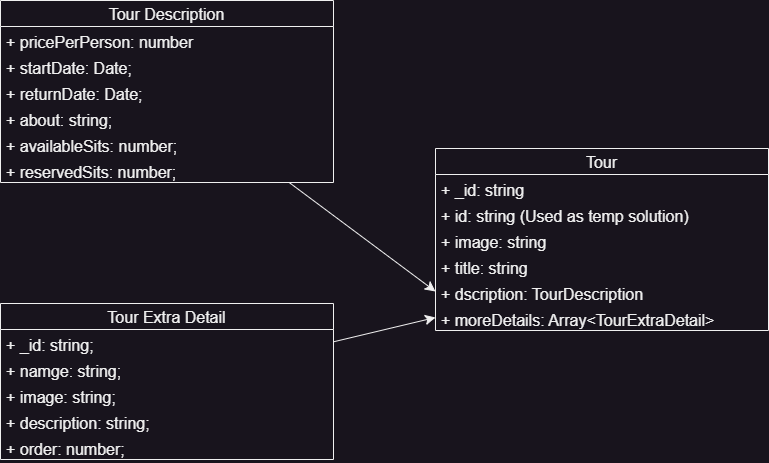 Tour Description
+ pricePerPerson: number
+ startDate: Date;
+ returnDate: Date;
+ about: string;
+ availableSits: number;
+ reservedSits: number;
Tour
+ _id: string
+ id: string (Used as temp solution)
+ image: string
+ title: string
+ dscription: TourDescription
+ moreDetails: Array<TourExtraDetail>
Tour Extra Detail
+ _id: string;
+ namge: string;
+ image: string;
+ description: string;
+ order: number;